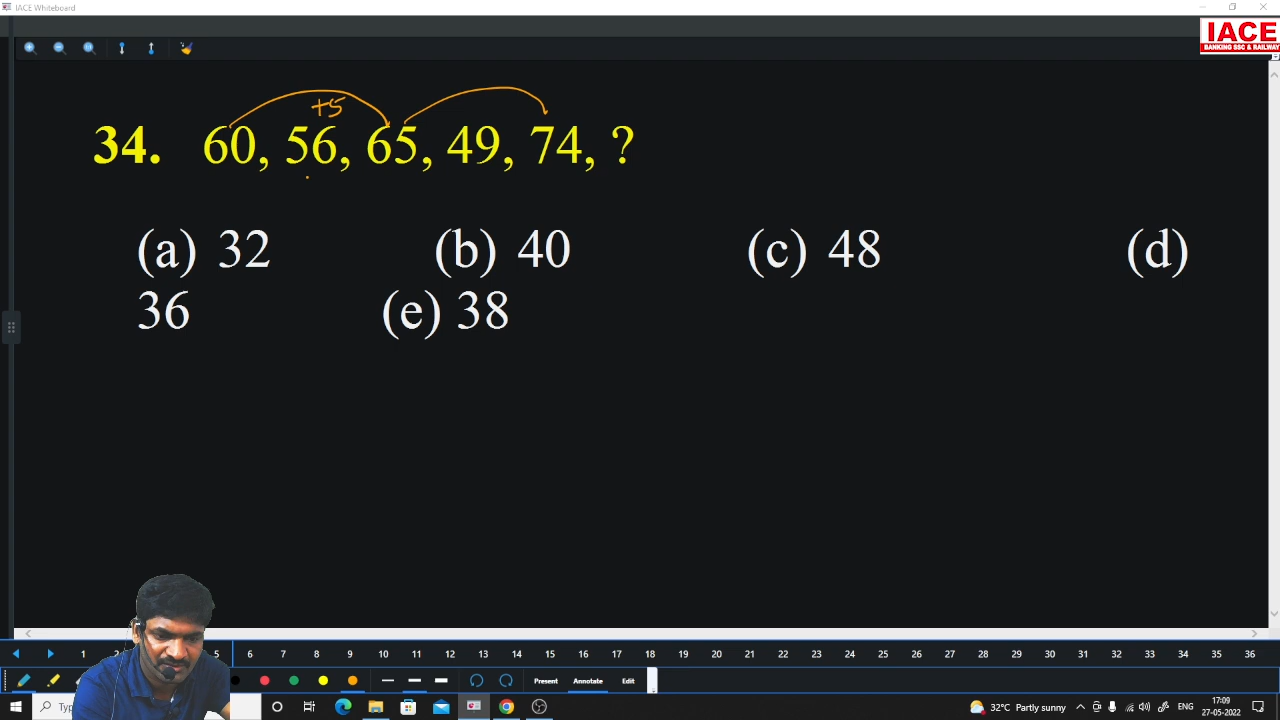 IACE Whiteboard
IACE
BANKING SSC & RAILWAY
+5
34. 60, 56, 65, 49, 74, ?
(a) 32 (b) 40 (c) 48 (d)
36 (e) 38
1 5 6 7 8 9 10 11 12 13 14 15 16 17 18 19 20 21 22 23 24 25 26 27 28 29 30 31 32 33 34 35 36
Present Annotate Edit
32°C Partly sunny ENG 17:09
27-05-2022